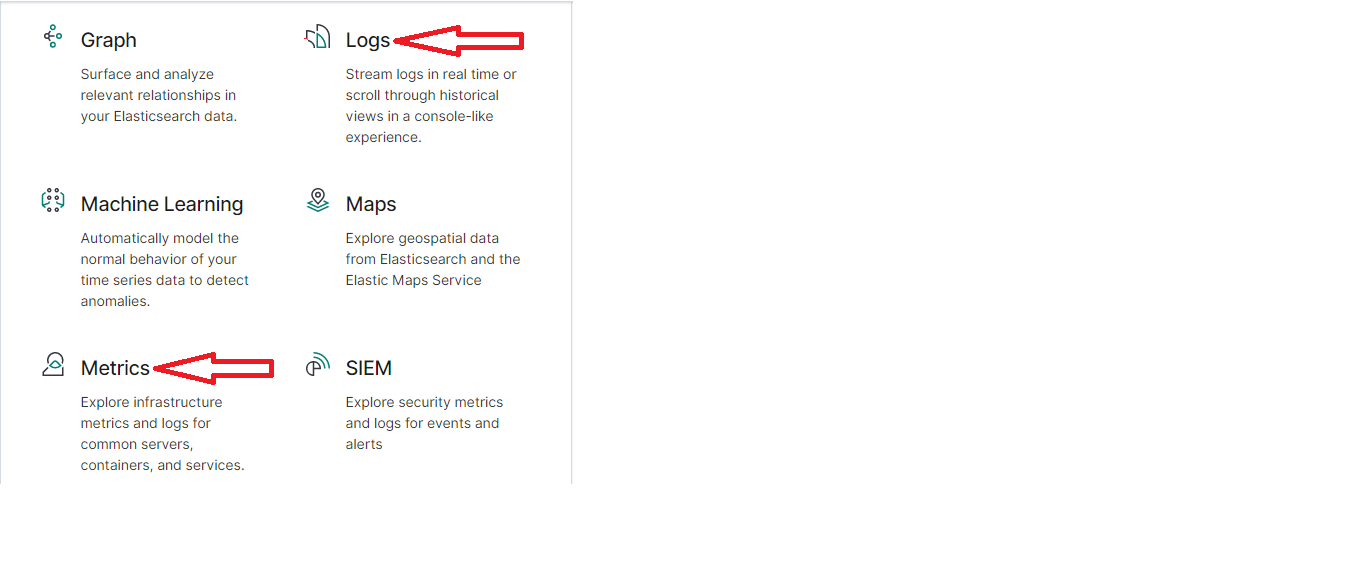 Graph
Surface and analyze
relevant relationships in
your Elasticsearch data.
Logs
Stream logs in real time or
scroll through historical
views in a console-like
experience.
Machine Learning
Automatically model the
normal behavior of your
time series data to detect
anomalies.
Maps
Explore geospatial data
from Elasticsearch and the
Elastic Maps Service
Metrics
Explore infrastructure
metrics and logs for
common servers,
containers, and services.
SIEM
Explore security metrics
and logs for events and
alerts